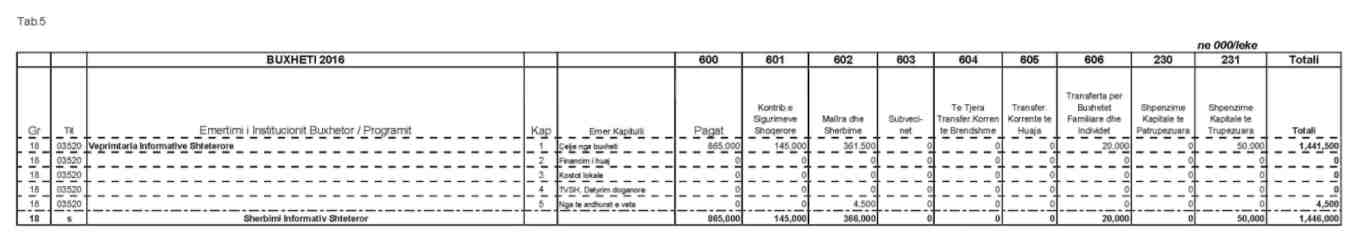 Tab.5
ne 000/leke
BUXHETI 2016 600 601 602 603 604 605 606 230 231 Totali
Transferta per
Kontrib e Te Tjera Transfer. Buxhetet Shpenzime Shpenzime
Sigurimeve Mallra dhe Subveci- Transfer.Korren Korrente te Familiare dhe Kapitale te Kapitale te
Gr Tit Emertimi i Institucionit Buxhetor / Programit Kap Emer Kapitulli Pagat Shoqerore Sherbime net te Brendshme Huaja Individet Patrupezuara Trupezuara Totali
18 03520 Veprimtaria Informative Shteterore 1 Celje nga buxheti 865,000 145,000 361,500 0 0 0 20,000 0 50,000 1,441,500
18 03520 2 Financim i huaj 0 0 0 0 0 0 0 0 0 0
18 03520 3 Kostot lokale 0 0 0 0 0 0 0 0 0 0
18 03520 4 TVSH, Detyrim doganore 0 0 0 0 0 0 0 0 0 0
18 03520 5 Nga te ardhurat e veta 0 0 4,500 0 0 0 0 0 0 4,500
18 s Sherbimi Informativ Shteteror 865,000 145,000 366,000 0 0 0 20,000 0 50,000 1,446,000